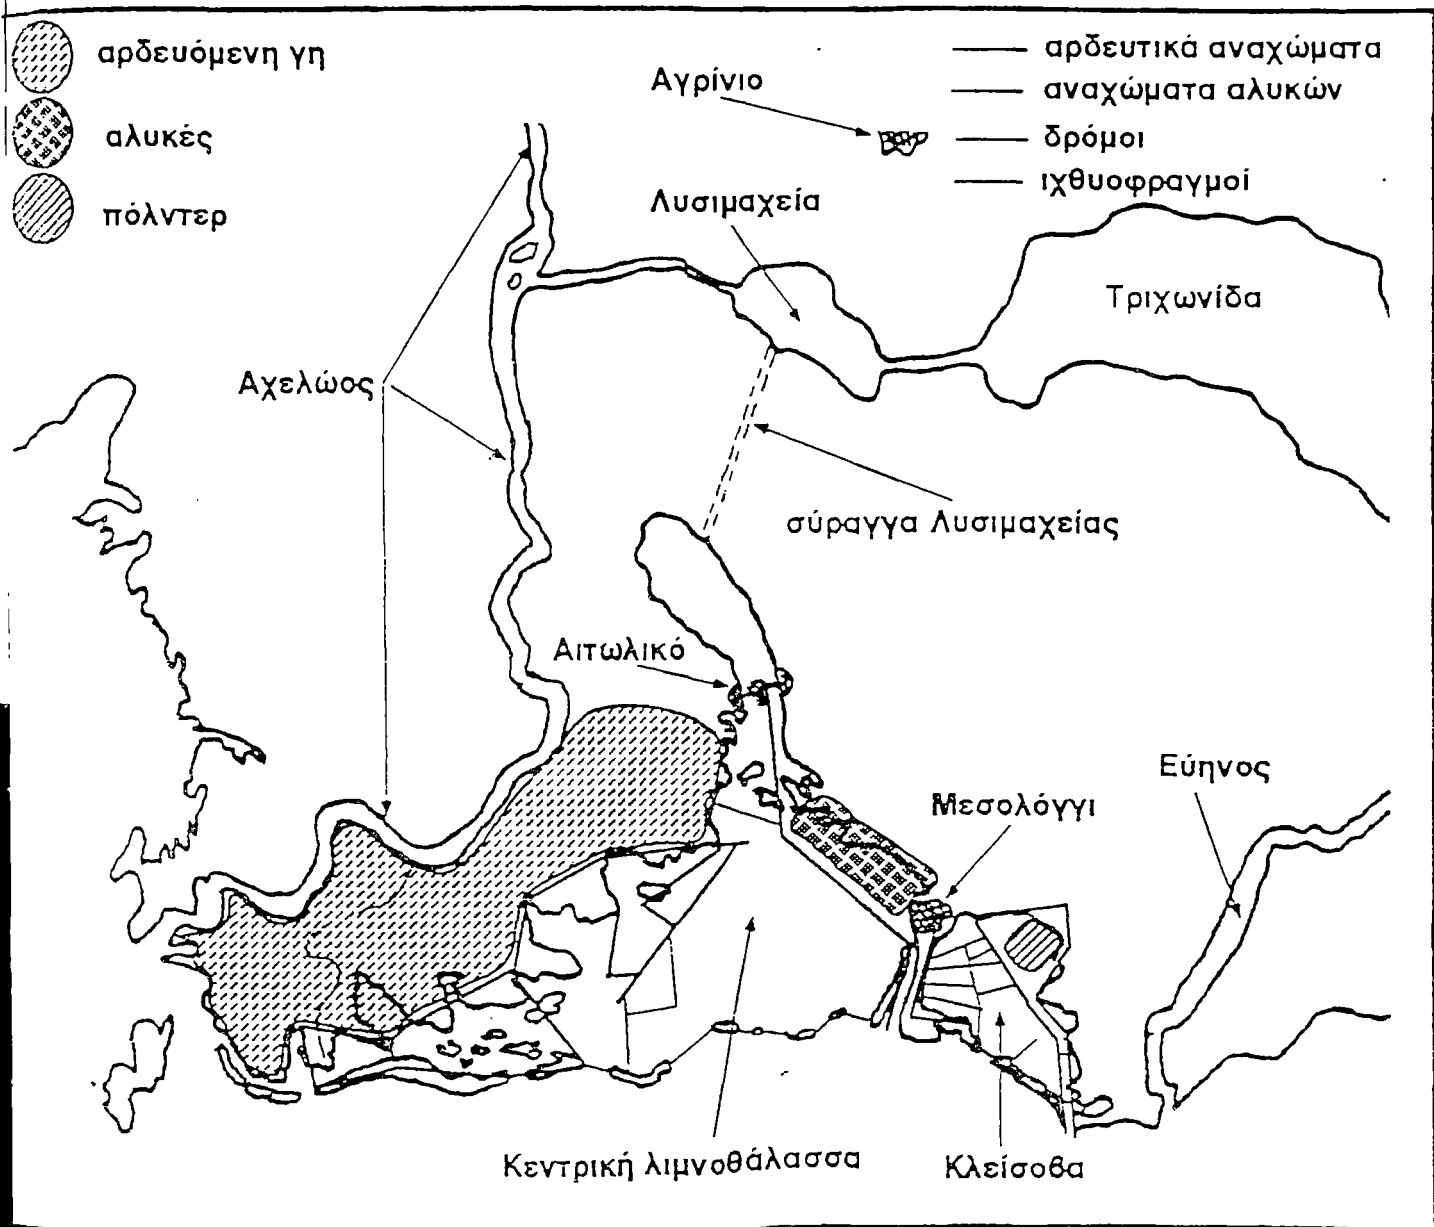 αρδευόμενη γη
αλυκές
πόλντερ
αρδευτικά αναχώματα
αναχώματα αλυκών
δρόμοι
ιχθυοφραγμοί
Αγρίνιο
Λυσιμαχεία
Τριχωνίδα
Αχελώος
σύραγγα Λυσιμαχείας
Αιτωλικό
Εύηνος
Μεσολόγγι
Κεντρική λιμνοθάλασσα
Κλείσοβα